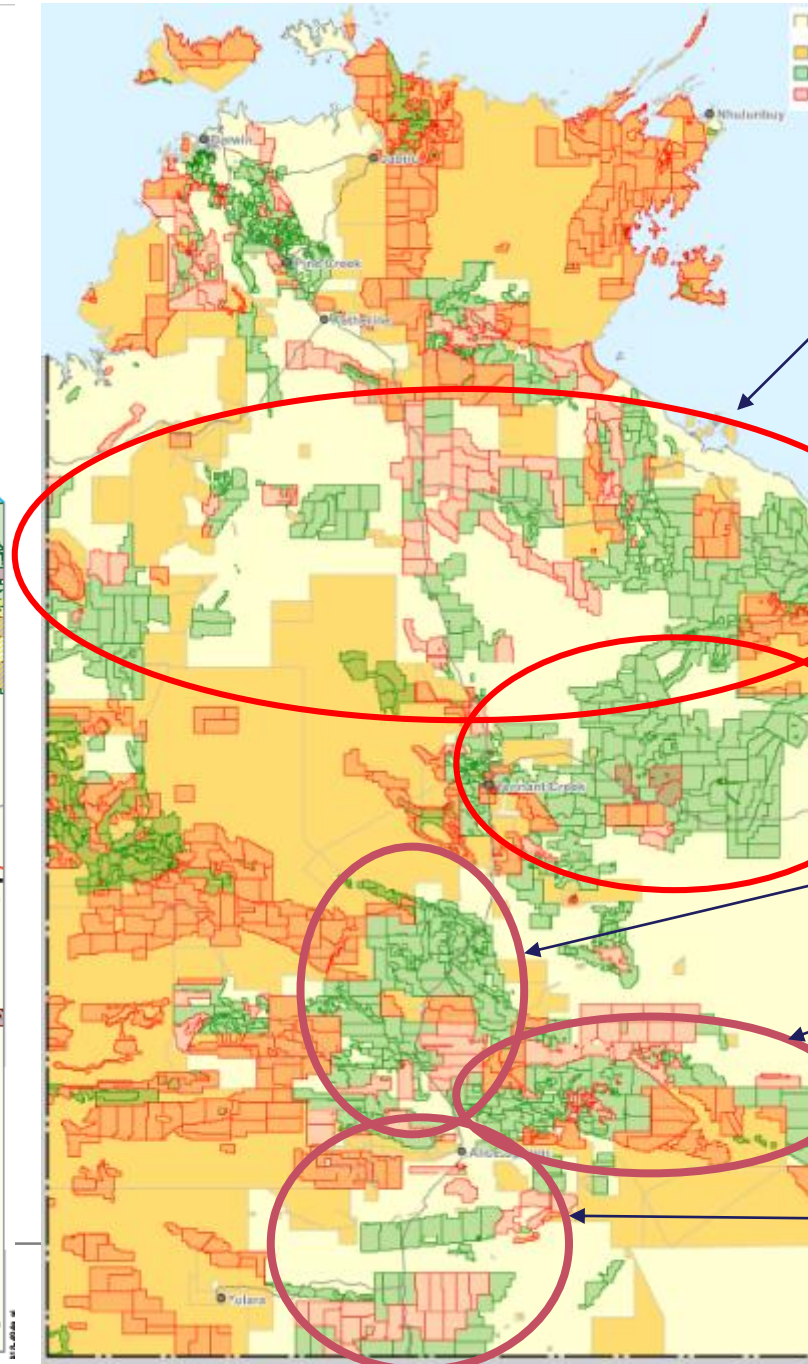 Nhulunbuy
Darwin
Jabiru
Pine Creek
Katherine
Tennant Creek
Alice Springs
Yulara